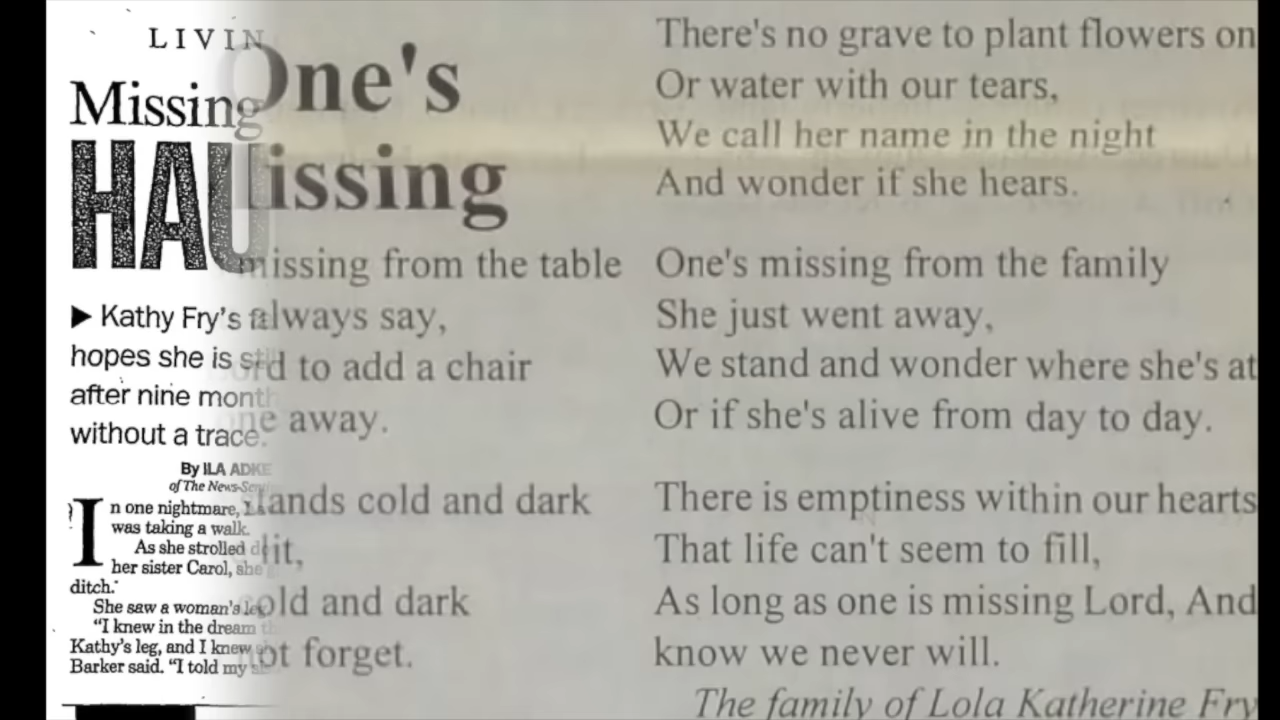 LIVIN
Missing
HAU
▶ Kathy Fry's
hopes she is
after nine mont
without a trace.
By ILA ADKE
of The News-Sen
In one nightmare,
was taking a walk.
As she strolled
her sister Carol, she
ditch."
She saw a woman's leg
"I knew in the dream
Kathy's leg, and I knew
Barker said. "I told my
One's
issing
missing from the table
always say,
rd to add a chair
ne away.
ands cold and dark
it,
old and dark
not forget.
There's no grave to plant flowers on
Or water with our tears,
We call her name in the night
And wonder if she hears.
One's missing from the family
She just went away,
We stand and wonder where she's at
Or if she's alive from day to day.
There is emptiness within our hearts
That life can't seem to fill,
As long as one is missing Lord, And
know we never will.
The family of Lola Katherine Fry